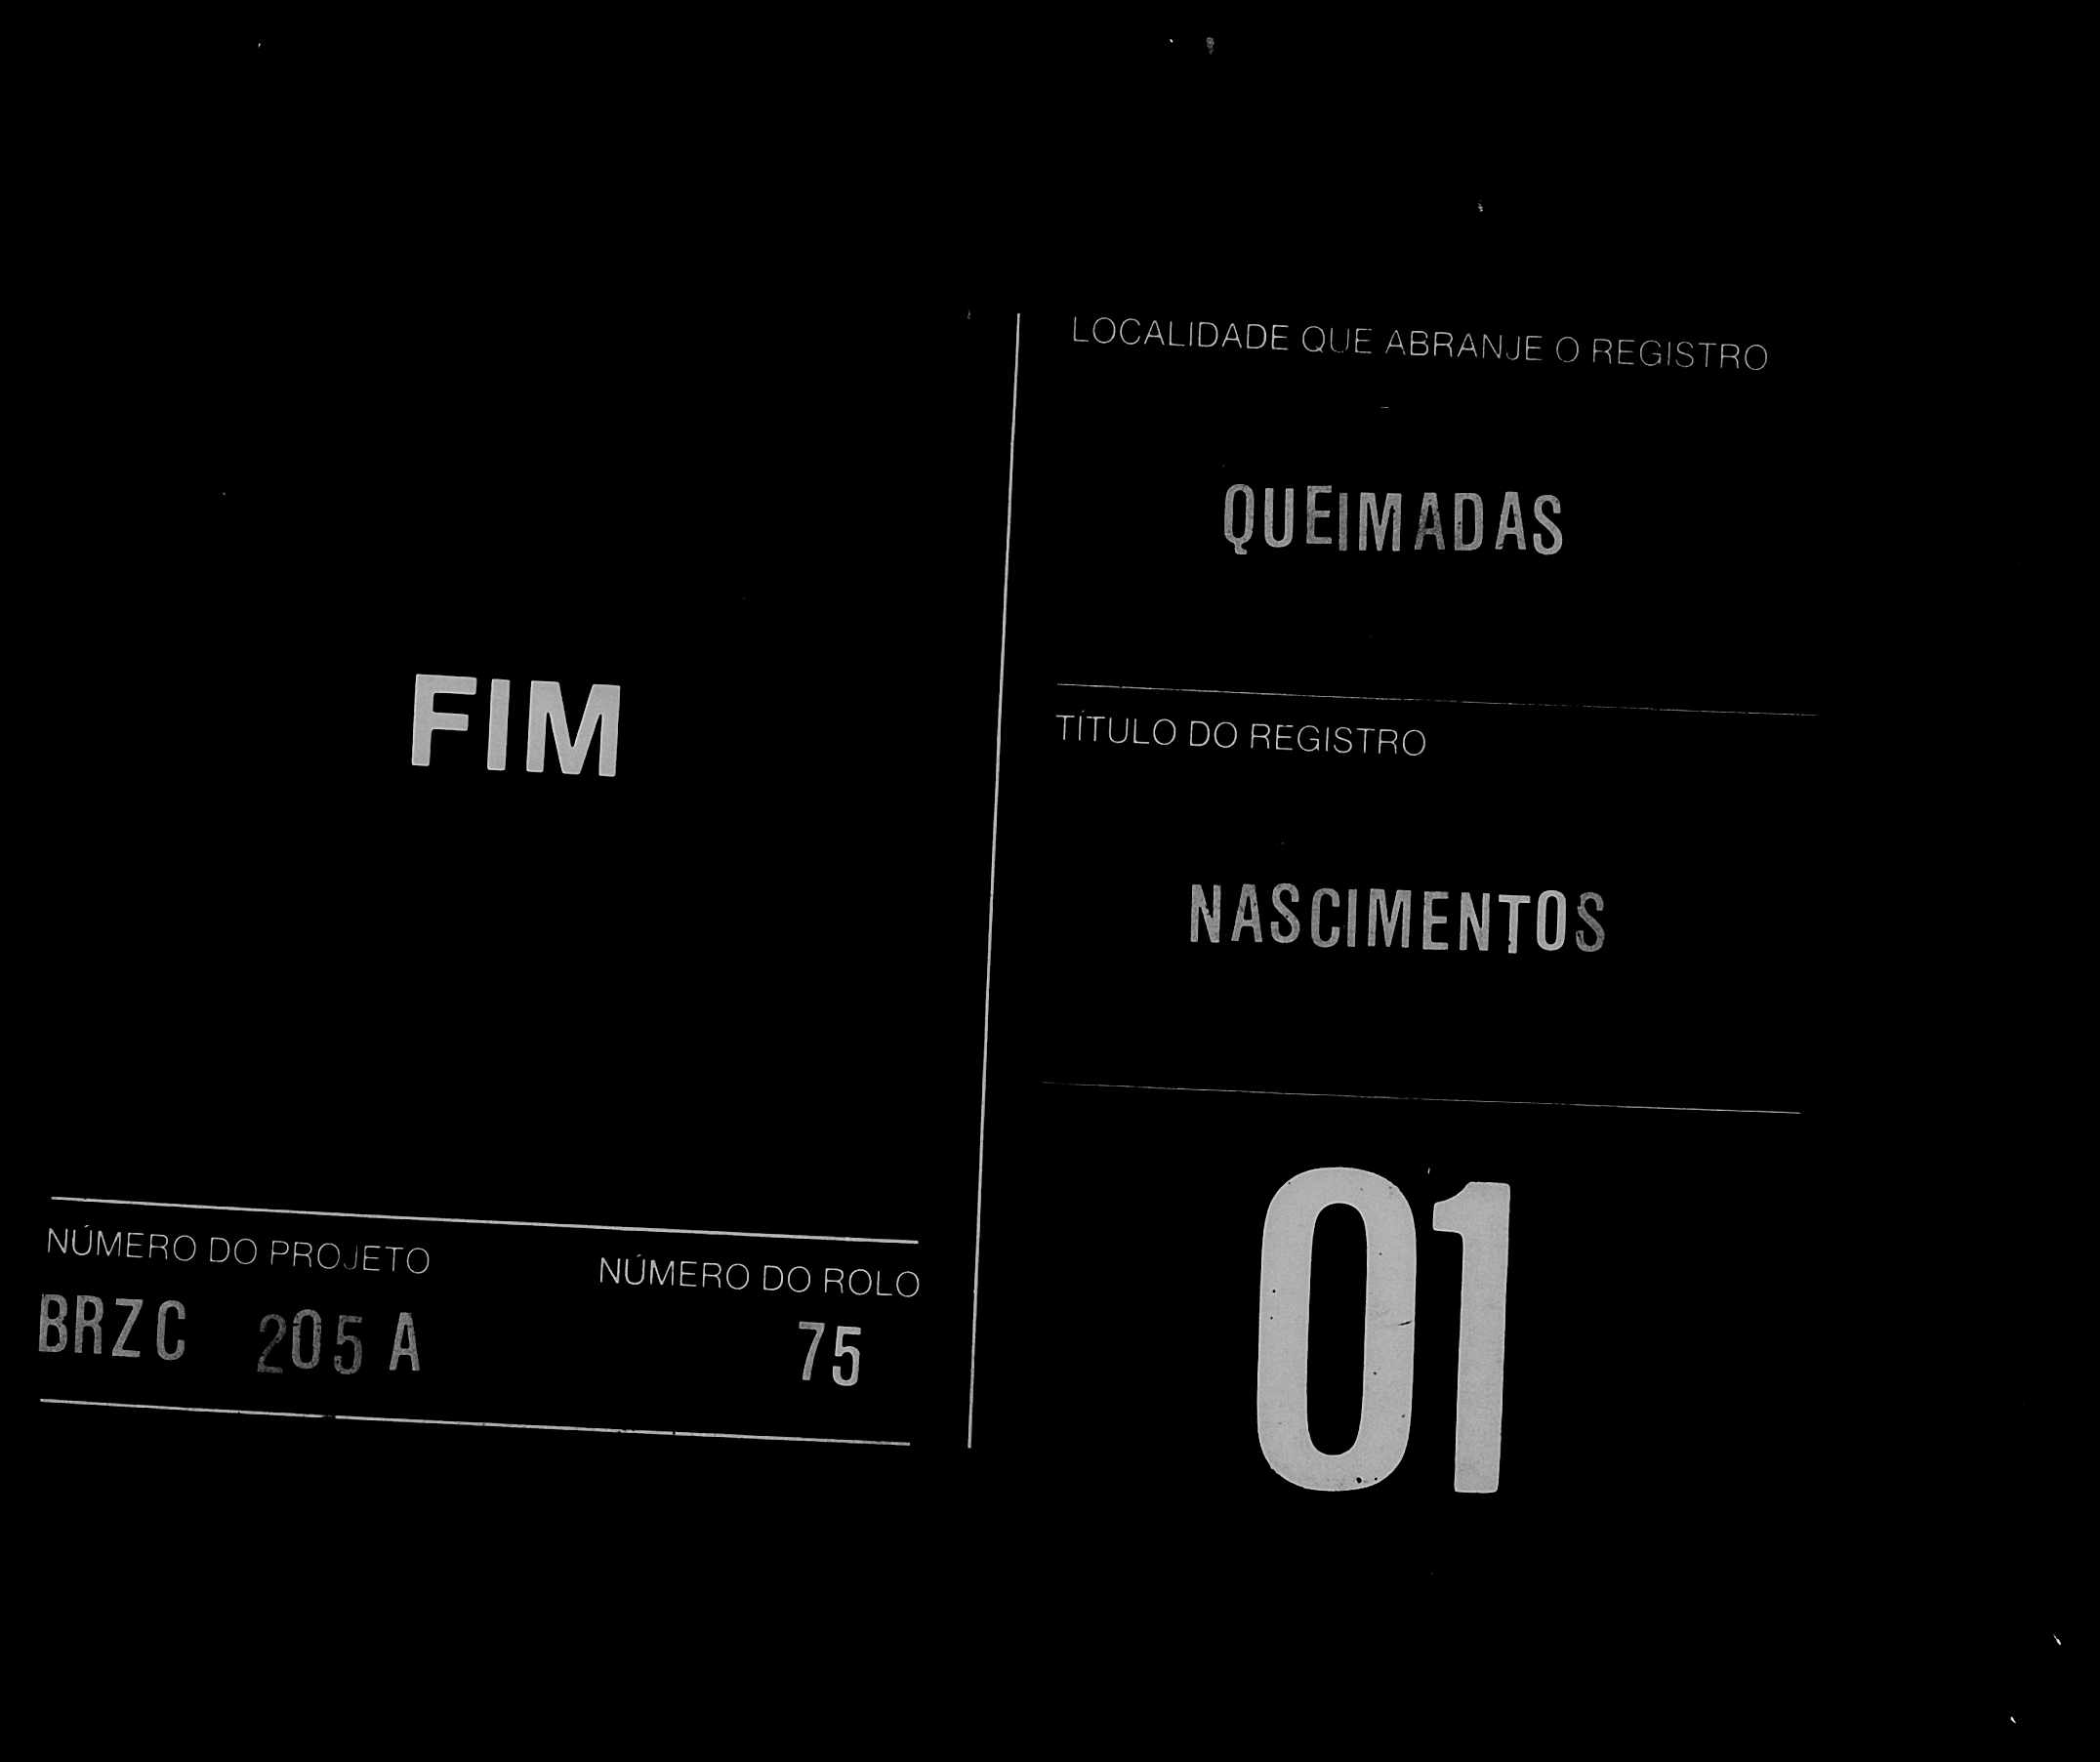 FIM
NÚMERO DO PROJETO
BRZC 205 A
NÚMERO DO ROLO
75
LOCALIDADE QUE ABRANJE O REGISTRO
QUEIMADAS
TÍTULO DO REGISTRO
NASCIMENTOS
01